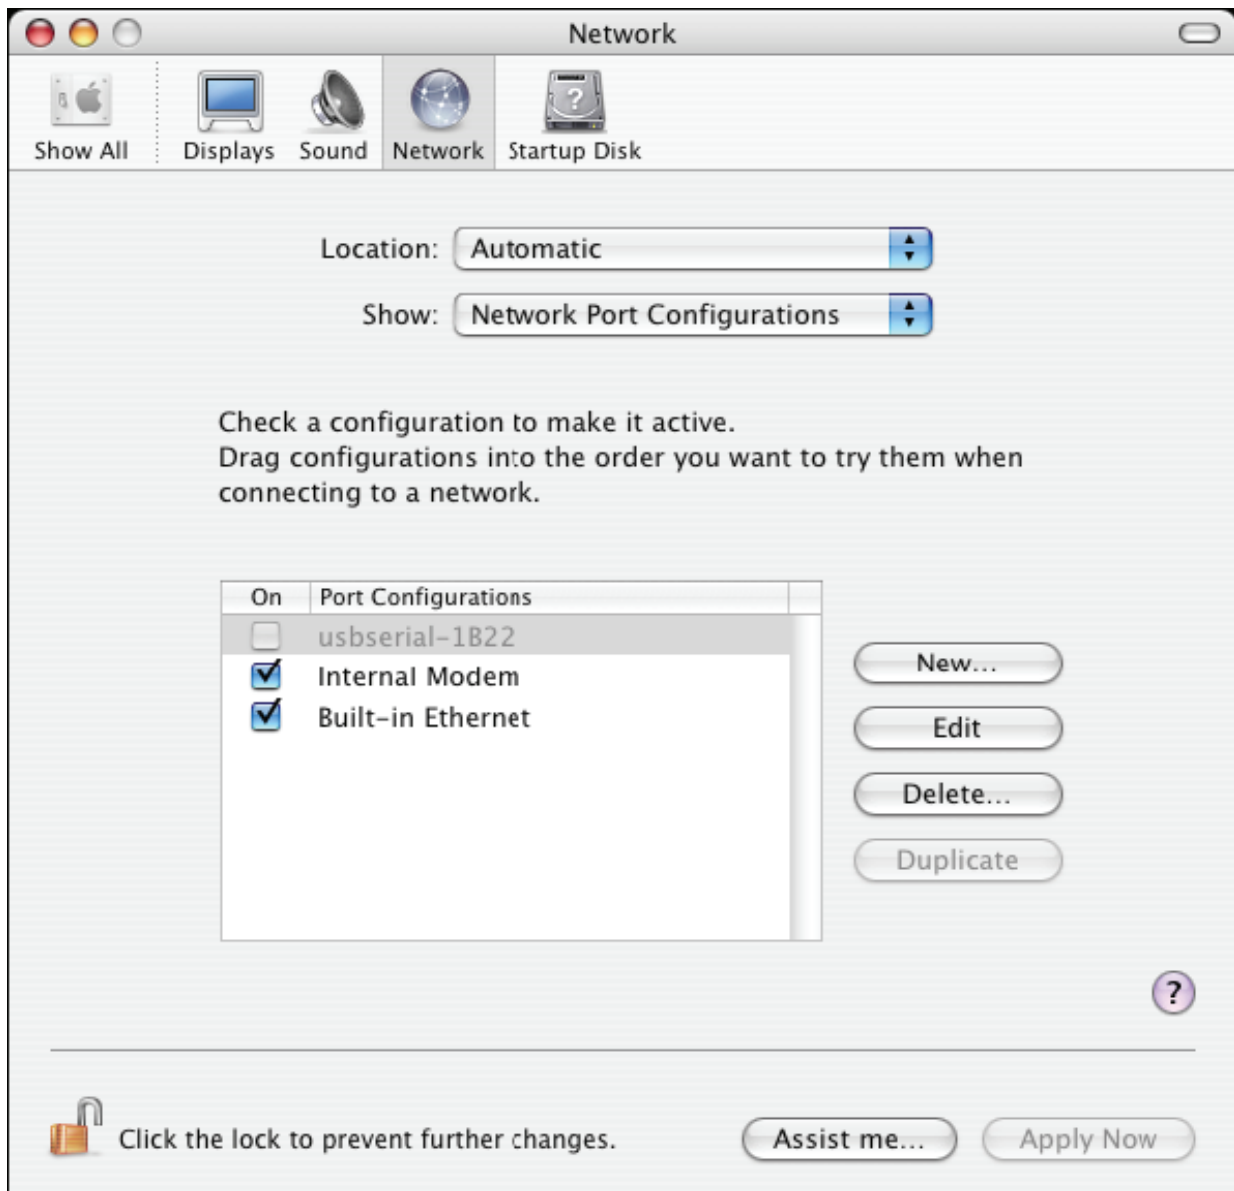 Network
Show All
Displays
Sound
Network
Startup Disk
Location: Automatic
Show: Network Port Configurations
Check a configuration to make it active.
Drag configurations into the order you want to try them when
connecting to a network.
On Port Configurations
usbserial-1B22
Internal Modem
Built-in Ethernet
New...
Edit
Delete...
Duplicate
?
Click the lock to prevent further changes.
Assist me...
Apply Now